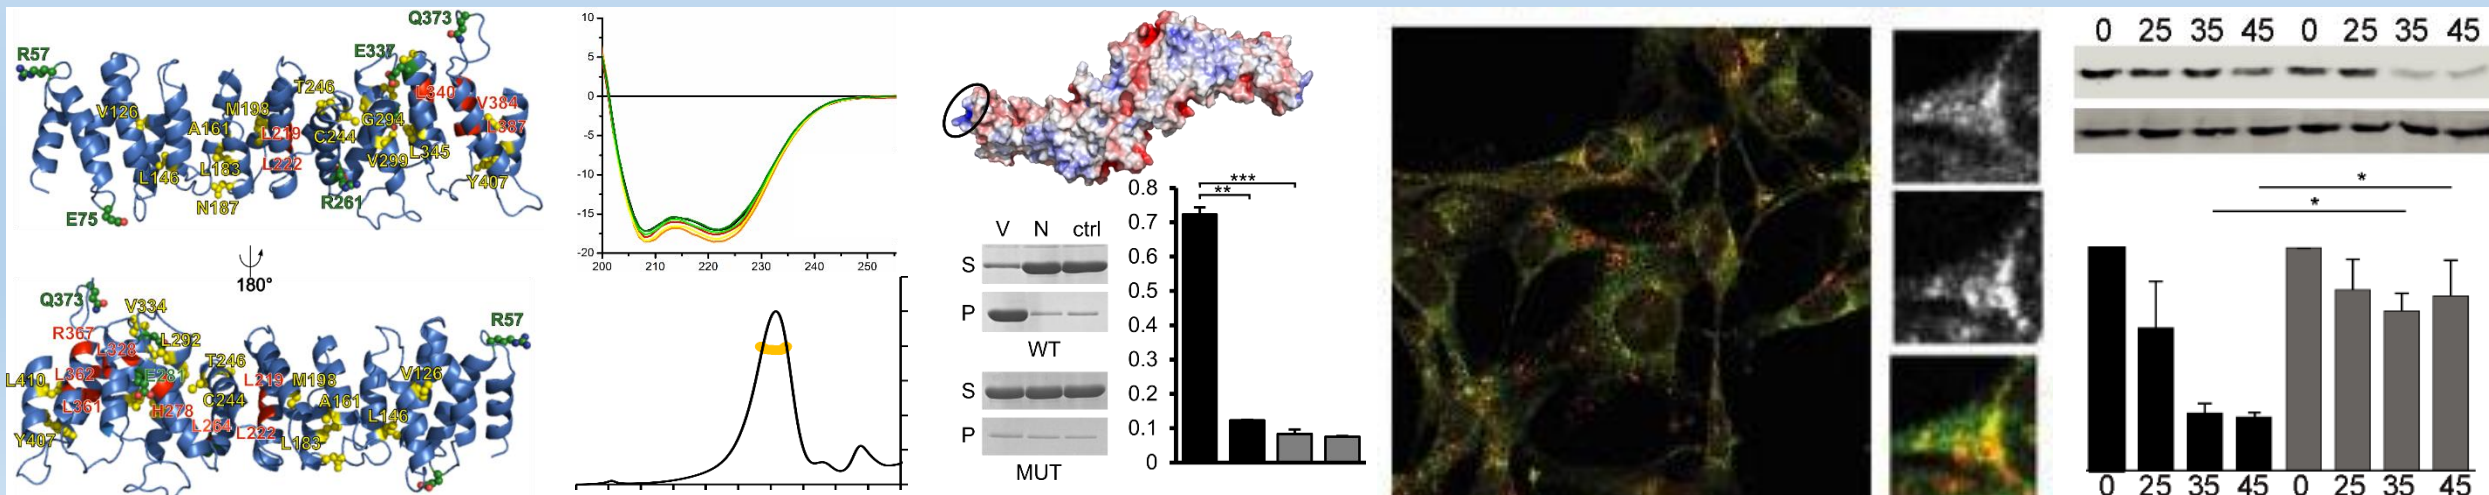 Q373
R57
E337
T246
L340
V126
M198
V384
A161
L219
C244
G294
L387
L183
L222
V299
L345
L146
Y407
N187
R261
E75
180°
Q373
V334
R57
R367
L328
L292
T246
L410
L362
E281
L219
M198
V126
L361
H278
C244
A161
L146
Y407
L264
L222
L183
10
5
0
-5
-10
-15
-20
200 210 220 230 240 250
V N ctrl
S
P
WT
S
P
MUT
0.8
0.7
0.6
0.5
0.4
0.3
0.2
0.1
0
***
**
0 25 35 45 0 25 35 45
*
*
0 25 35 45 0 25 35 45